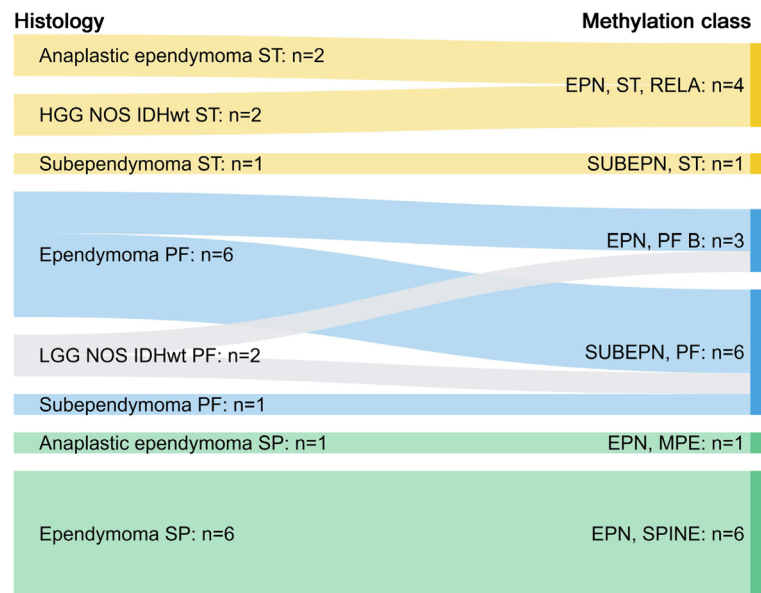 Histology
Methylation class
Anaplastic ependymoma ST: n=2
EPN, ST, RELA: n=4
HGG NOS IDHwt ST: n=2
Subependymoma ST: n=1
SUBEPN, ST: n=1
EPN, PF B: n=3
Ependymoma PF: n=6
SUBEPN, PF: n=6
LGG NOS IDHwt PF: n=2
Subependymoma PF: n=1
Anaplastic ependymoma SP: n=1
EPN, MPE: n=1
Ependymoma SP: n=6
EPN, SPINE: n=6